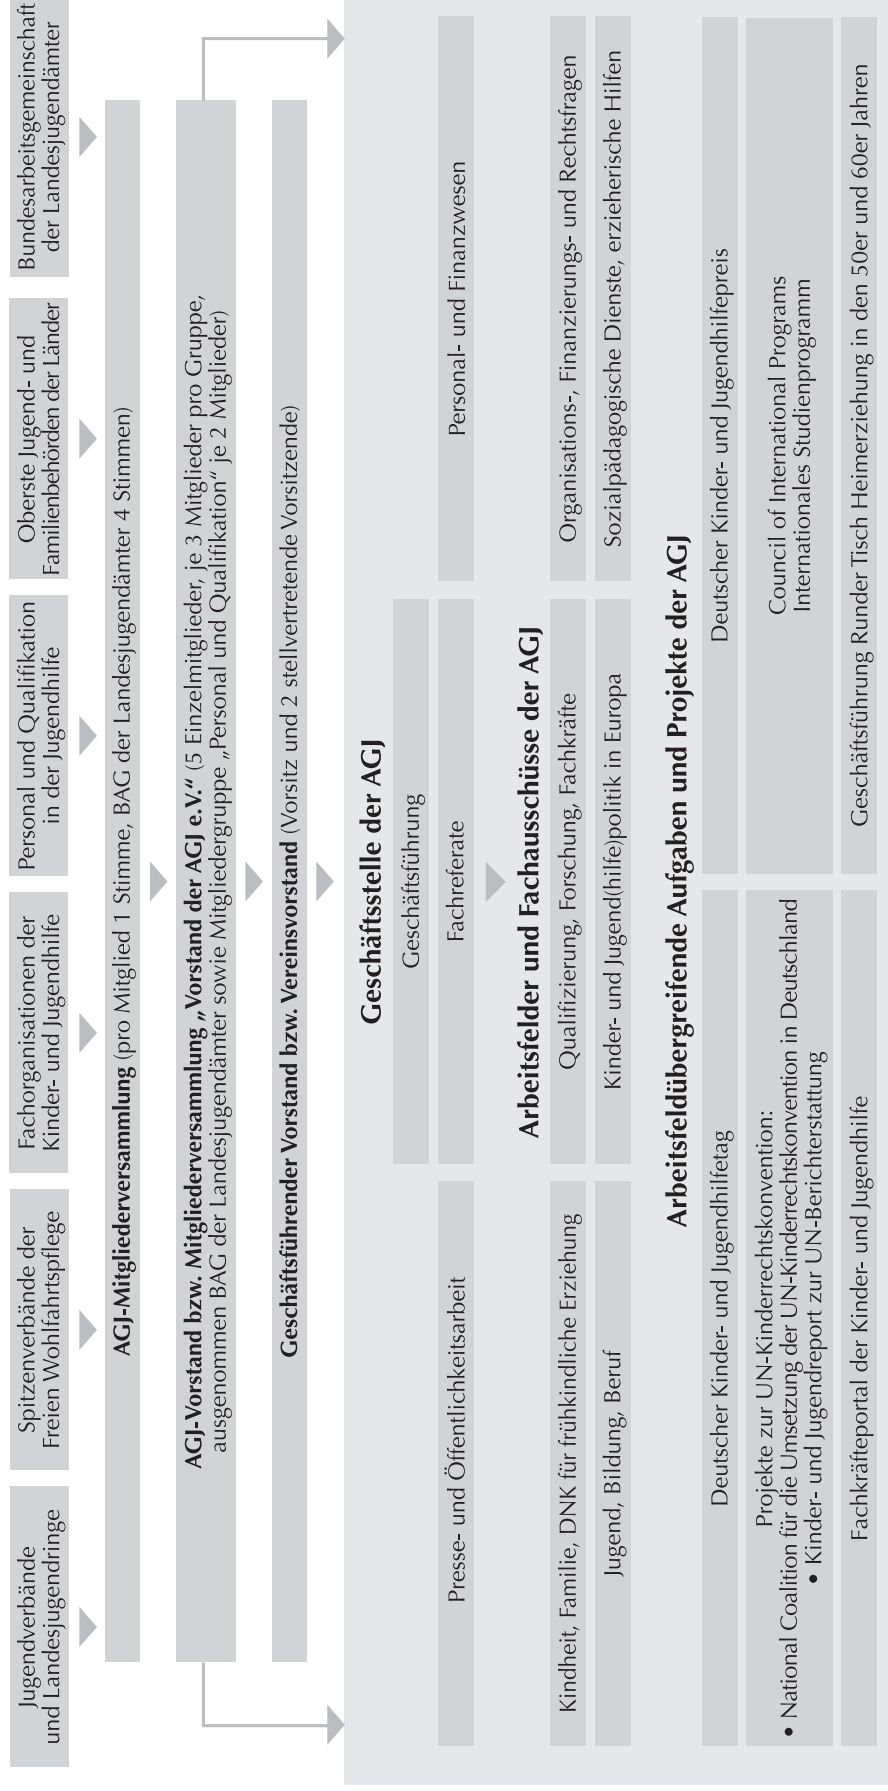 Jugendverbände
und Landesjugendringe
Spitzenverbände der
Freien Wohlfahrtspflege
Fachorganisationen der
Kinder- und Jugendhilfe
Personal und Qualifikation
in der Jugendhilfe
Oberste Jugend- und
Familienbehörden der Länder
Bundesarbeitsgemeinschaft
der Landesjugendämter
AGJ-Mitgliederversammlung (pro Mitglied 1 Stimme, BAG der Landesjugendämter 4 Stimmen)
AGJ-Vorstand bzw. Mitgliederversammlung „Vorstand der AGJ e.V.“ (5 Einzelmitglieder, je 3 Mitglieder pro Gruppe,
ausgenommen BAG der Landesjugendämter sowie Mitgliedergruppe „Personal und Qualifikation“ je 2 Mitglieder)
Geschäftsführender Vorstand bzw. Vereinsvorstand (Vorsitz und 2 stellvertretende Vorsitzende)
Geschäftsstelle der AGJ
Geschäftsführung
Presse- und Öffentlichkeitsarbeit
Fachreferate
Personal- und Finanzwesen
Arbeitsfelder und Fachausschüsse der AGJ
Kindheit, Familie, DNK für frühkindliche Erziehung
Qualifizierung, Forschung, Fachkräfte
Organisations-, Finanzierungs- und Rechtsfragen
Jugend, Bildung, Beruf
Kinder- und Jugend(hilfe)politik in Europa
Sozialpädagogische Dienste, erzieherische Hilfen
Arbeitsfeldübergreifende Aufgaben und Projekte der AGJ
Deutscher Kinder- und Jugendhilfetag
Deutscher Kinder- und Jugendhilfepreis
Projekte zur UN-Kinderrechtskonvention:
• National Coalition für die Umsetzung der UN-Kinderrechtskonvention in Deutschland
• Kinder- und Jugendreport zur UN-Berichterstattung
Council of International Programs
Internationales Studienprogramm
Fachkräfteportal der Kinder- und Jugendhilfe
Geschäftsführung Runder Tisch Heimerziehung in den 50er und 60er Jahren